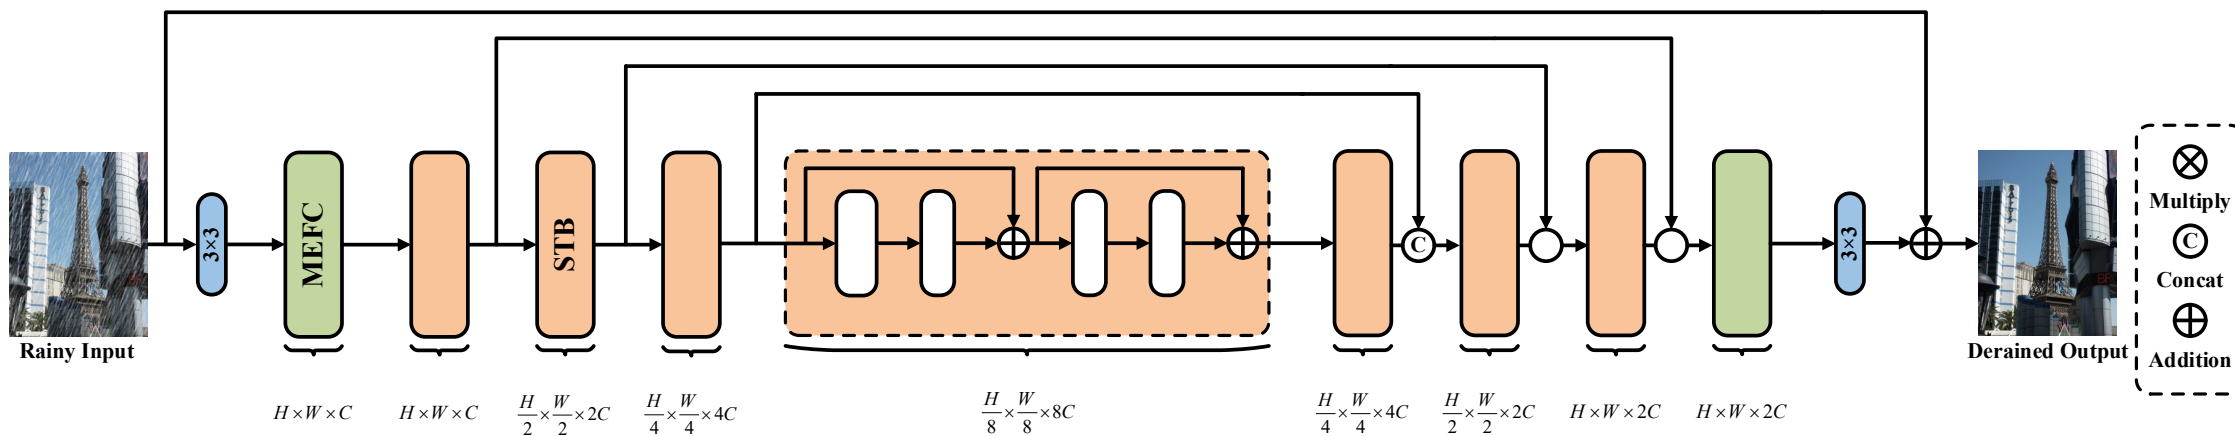 Rainy Input
3×3
MEFC
STB
C
3×3
Derained Output
Multiply
C
Concat
Addition
H×W×C
H×W×C
H/2×W/2×2C
H/4×W/4×4C
H/8×W/8×8C
H/4×W/4×4C
H/2×W/2×2C
H×W×2C
H×W×2C